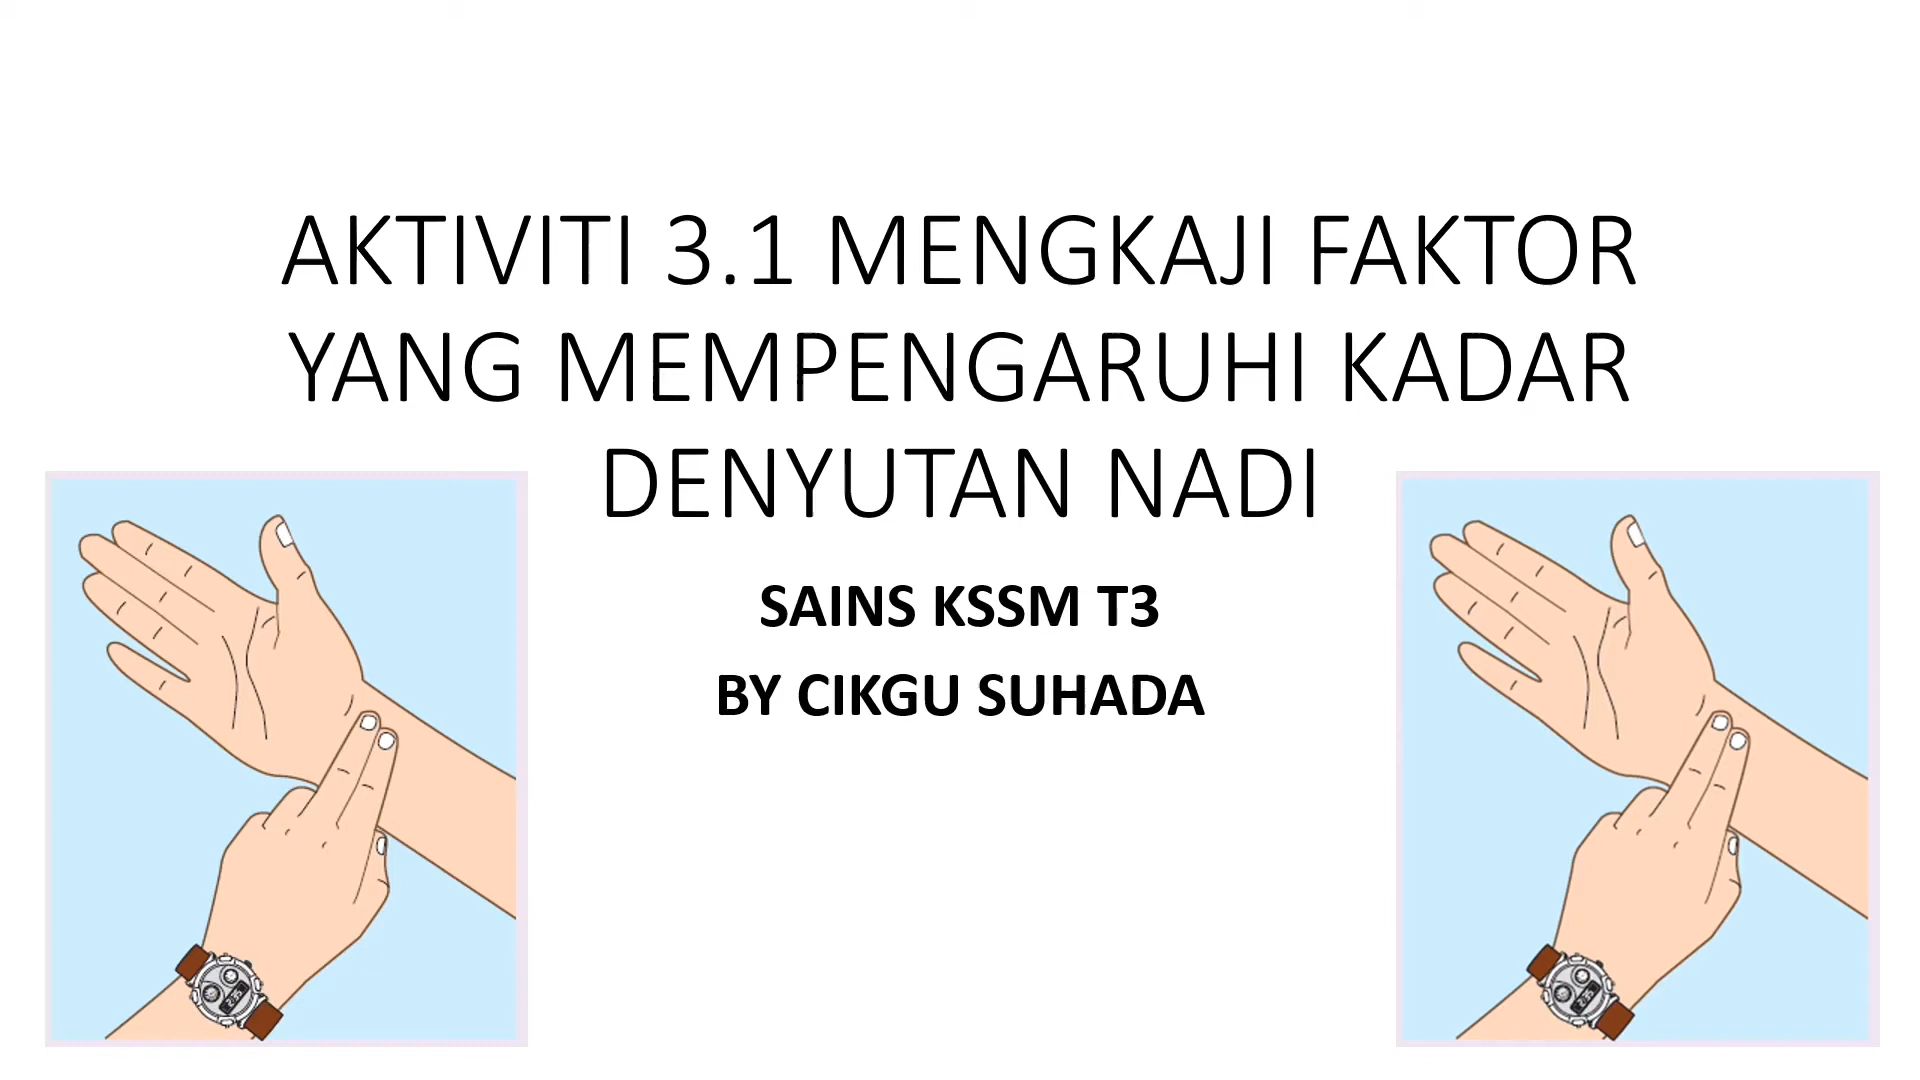 AKTIVITI 3.1 MENGKAJI FAKTOR
YANG MEMPENGARUHI KADAR
DENYUTAN NADI
SAINS KSSM T3
BY CIKGU SUHADA